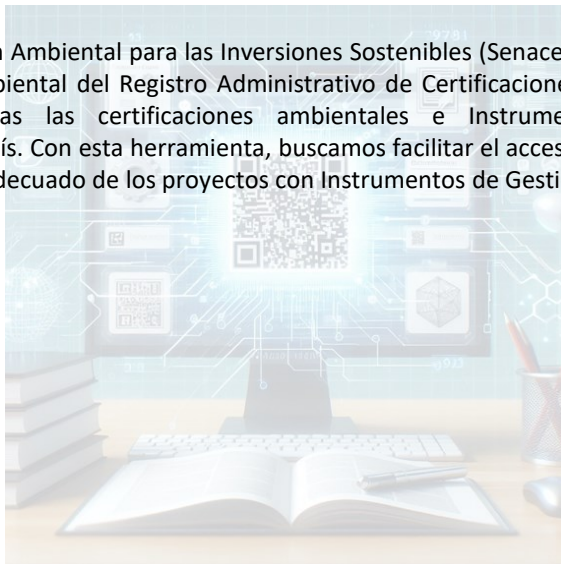 Ambiental para las Inversiones Sostenibles (Senace
biental del Registro Administrativo de Certificacione
as las certificaciones ambientales e Instrume
ís. Con esta herramienta, buscamos facilitar el acces
decuado de los proyectos con Instrumentos de Gesti